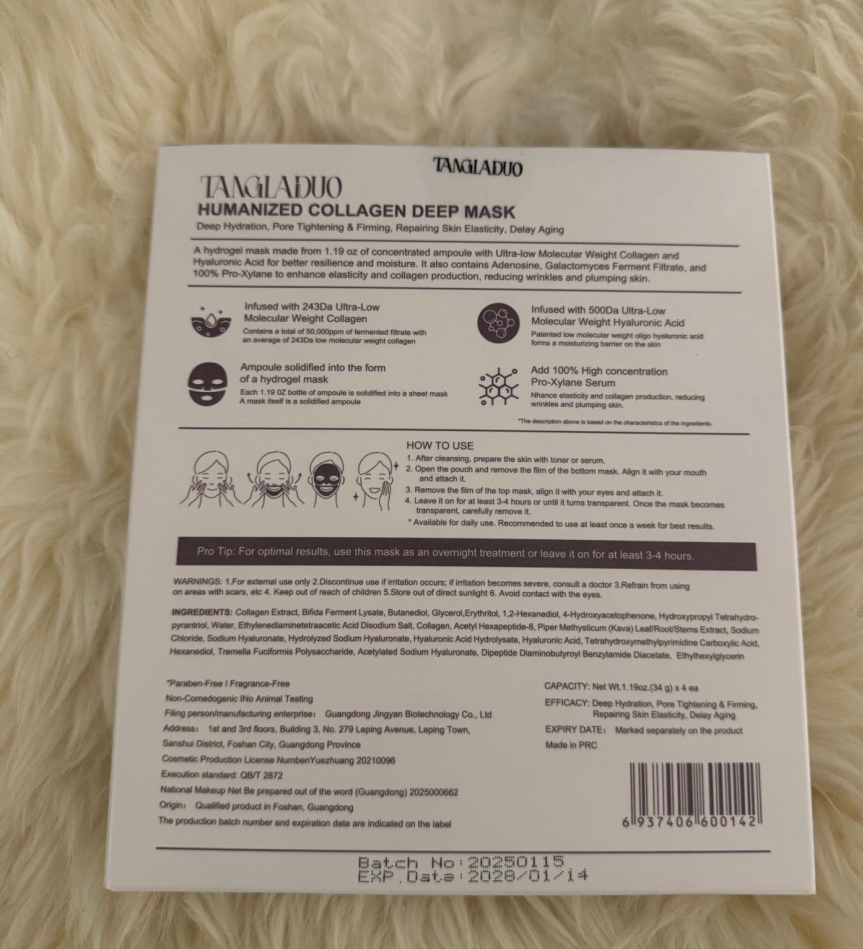 TANGLADUO
TANGLADUO
HUMANIZED COLLAGEN DEEP MASK
Deep Hydration, Pore Tightening & Firming, Repairing Skin Elasticity, Delay Aging
A hydrogel mask made from 1.19 oz of concentrated ampoule with Ultra-low Molecular Weight Collagen and
Hyaluronic Acid for better resilience and moisture. It also contains Adenosine, Galactomyces Ferment Filtrate, and
100% Pro-Xylane to enhance elasticity and collagen production, reducing wrinkles and plumping skin.
Infused with 243Da Ultra-Low
Molecular Weight Collagen
Contains a total of 50,000ppm of fermented filtrate with
an average of 243Da low molecular weight collagen
Infused with 500Da Ultra-Low
Molecular Weight Hyaluronic Acid
Patented low molecular weight oligo hyaluronic acid
forms a moisturizing barrier on the skin
Ampoule solidified into the form
of a hydrogel mask
Each 1.19 OZ bottle of ampoule is solidified into a sheet mask
A mask itself is a solidified ampoule
Add 100% High concentration
Pro-Xylane Serum
Nhance elasticity and collagen production, reducing
wrinkles and plumping skin.
*The description above is based on the characteristics of the ingredients.
HOW TO USE
1. After cleansing, prepare the skin with toner or serum.
2. Open the pouch and remove the film of the bottom mask. Align it with your mouth
and attach it.
3. Remove the film of the top mask, align it with your eyes and attach it.
4. Leave it on for at least 3-4 hours or until it turns transparent. Once the mask becomes
transparent, carefully remove it.
* Available for daily use. Recommended to use at least once a week for best results.
Pro Tip: For optimal results, use this mask as an overnight treatment or leave it on for at least 3-4 hours.
WARNINGS: 1.For external use only 2.Discontinue use if irritation occurs; if irritation becomes severe, consult a doctor 3.Refrain from using
on areas with scars, etc 4. Keep out of reach of children 5.Store out of direct sunlight 6. Avoid contact with the eyes.
INGREDIENTS: Collagen Extract, Bifida Ferment Lysate, Butanediol, Glycerol,Erythritol, 1,2-Hexanediol, 4-Hydroxyacetophenone, Hydroxypropyl Tetrahydro-
pyrantriol, Water, Ethylenediaminetetraacetic Acid Disodium Salt, Collagen, Acetyl Hexapeptide-8, Piper Methysticum (Kava) Leaf/Root/Stems Extract, Sodium
Chloride, Sodium Hyaluronate, Hydrolyzed Sodium Hyaluronate, Hyaluronic Acid Hydrolysate, Hyaluronic Acid, Tetrahydromethylpyrimidine Carboxylic Acid,
Hexanediol, Tremella Fuciformis Polysaccharide, Acetylated Sodium Hyaluronate, Dipeptide Diaminobutyroyl Benzylamide Diacetate, Ethylhexylglycerin
*Paraben-Free I Fragrance-Free
Non-Comedogenic INo Animal Testing
Filing person/manufacturing enterprise: Guangdong Jingyan Biotechnology Co., Ltd
Address: 1st and 3rd floors, Building 3, No. 279 Leping Avenue, Leping Town,
Sanshui District, Foshan City, Guangdong Province
Cosmetic Production License NumbenYuezhuang 20210096
Execution standard: QB/T 2872
National Makeup Net Be prepared out of the word (Guangdong) 2025000662
Origin: Qualified product in Foshan, Guangdong
The production batch number and expiration date are indicated on the label
CAPACITY: Net Wt.1.19oz.(34 g) x 4 ea
EFFICACY: Deep Hydration, Pore Tightening & Firming,
Repairing Skin Elasticity, Delay Aging
EXPIRY DATE: Marked separately on the product
Made in PRC
6 937406 600142
Batch No:20250115
EXP.Date:2028/01/14